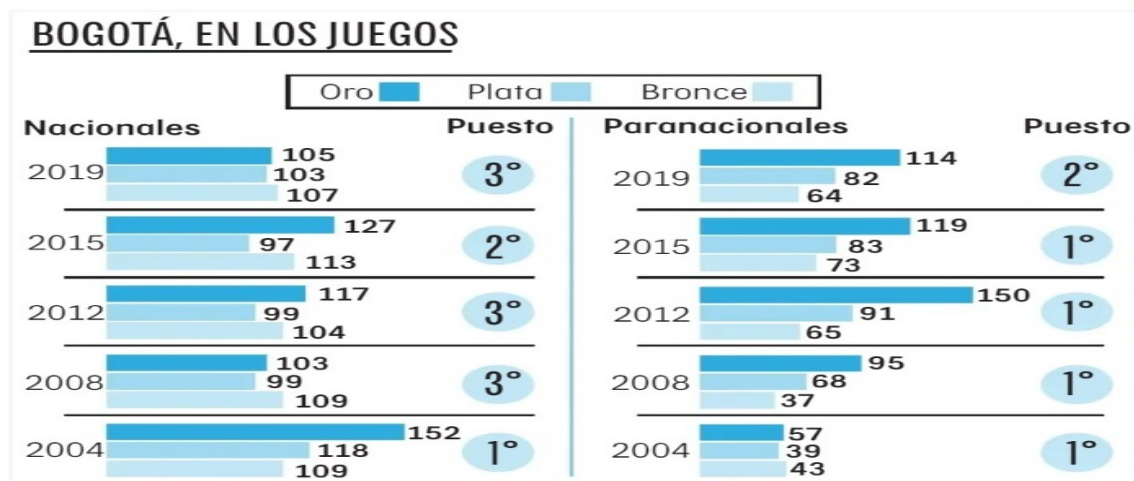 BOGOTÁ, EN LOS JUEGOS
Oro Plata Bronce
Nacionales Puesto
2019 105 103 107 3°
2015 127 97 113 2°
2012 117 99 104 3°
2008 103 99 109 3°
2004 152 118 109 1°
Paranacionales Puesto
2019 114 82 64 2°
2015 119 83 73 1°
2012 150 91 65 1°
2008 95 68 37 1°
2004 57 39 43 1°